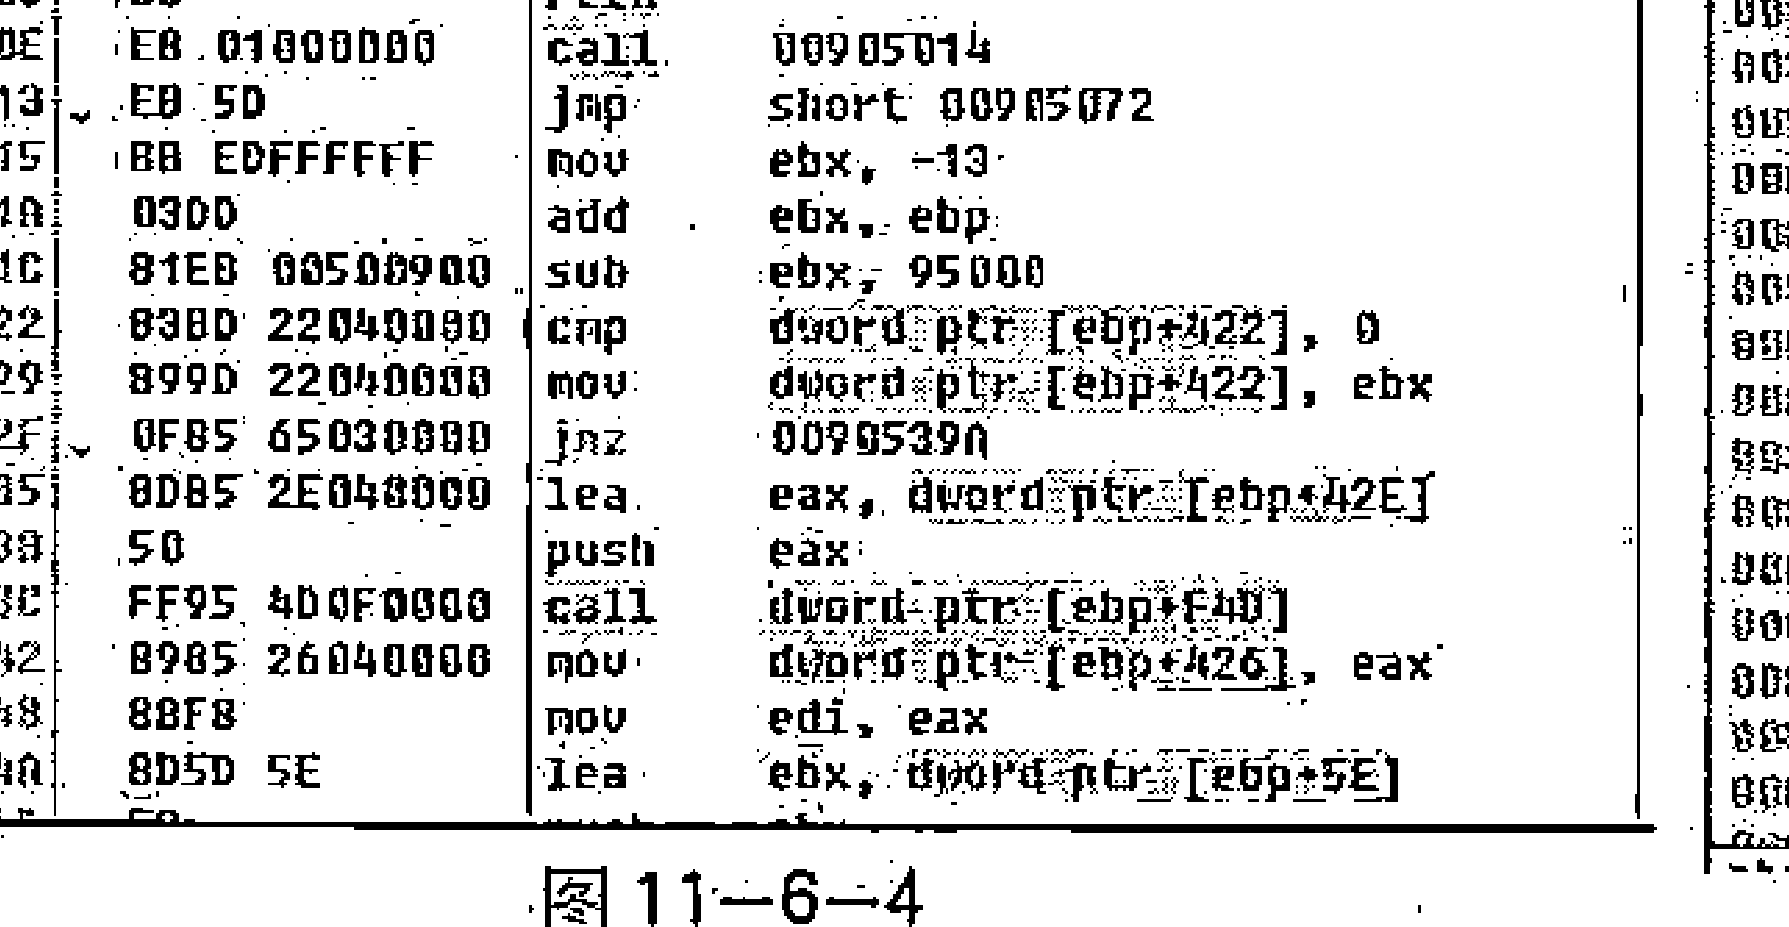 0E E8 01000000 call 00905014
13 EB 5D jmp short 00905072
15 BB EDFFFFFF mov ebx, -13
1A 03DD add ebx, ebp
1C 81EB 00500900 sub ebx, 95000
22 83BD 22040000 cmp dword ptr [ebp+422], 0
29 899D 22040000 mov dword ptr [ebp+422], ebx
2F 0F85 65030000 jnz 0090539A
35 8D85 2E040000 lea eax, dword ptr [ebp+42E]
3B 50 push eax
3C FF95 4D0F0000 call dword ptr [ebp+F4D]
42 8985 26040000 mov dword ptr [ebp+426], eax
48 8BF8 mov edi, eax
4A 8D5D 5E lea ebx, dword ptr [ebp+5E]
图 11-6-4